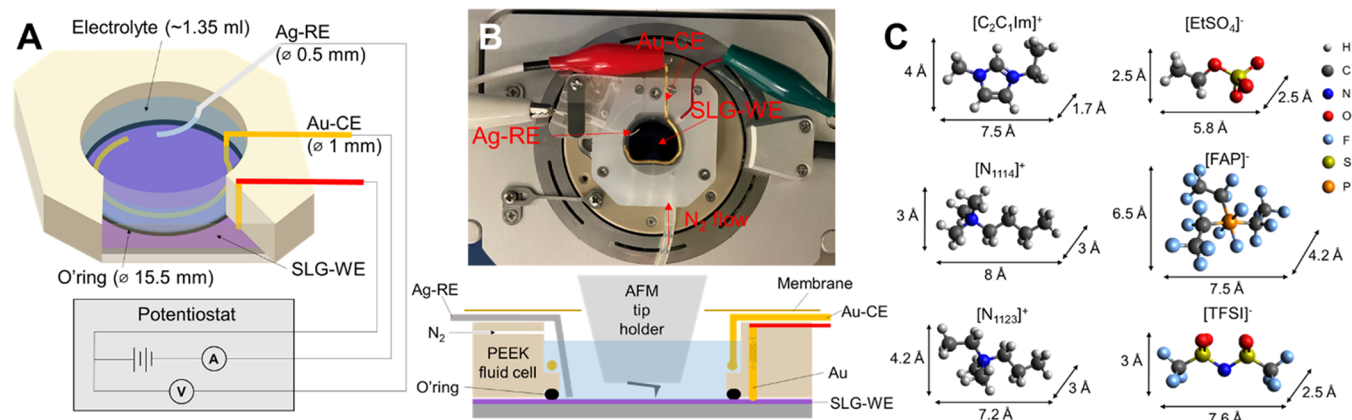 A
Electrolyte (~1.35 ml)
Ag-RE
(⌀ 0.5 mm)
Au-CE
(⌀ 1 mm)
O'ring (⌀ 15.5 mm)
SLG-WE
Potentiostat
A
V
B
Au-CE
SLG-WE
Ag-RE
N₂ flow
Ag-RE
AFM
tip
holder
Membrane
Au-CE
N₂
PEEK
fluid cell
O'ring
Au
SLG-WE
C
[C₂C₁Im]⁺
4 Å
7.5 Å
1.7 Å
[EtSO₄]⁻
2.5 Å
5.8 Å
2.5 Å
[N₁₁₁₄]⁺
3 Å
8 Å
3 Å
[FAP]⁻
6.5 Å
7.5 Å
4.2 Å
[N₁₁₂₃]⁺
4.2 Å
7.2 Å
3 Å
[TFSI]⁻
3 Å
7.6 Å
2.5 Å
H
C
N
O
F
S
P